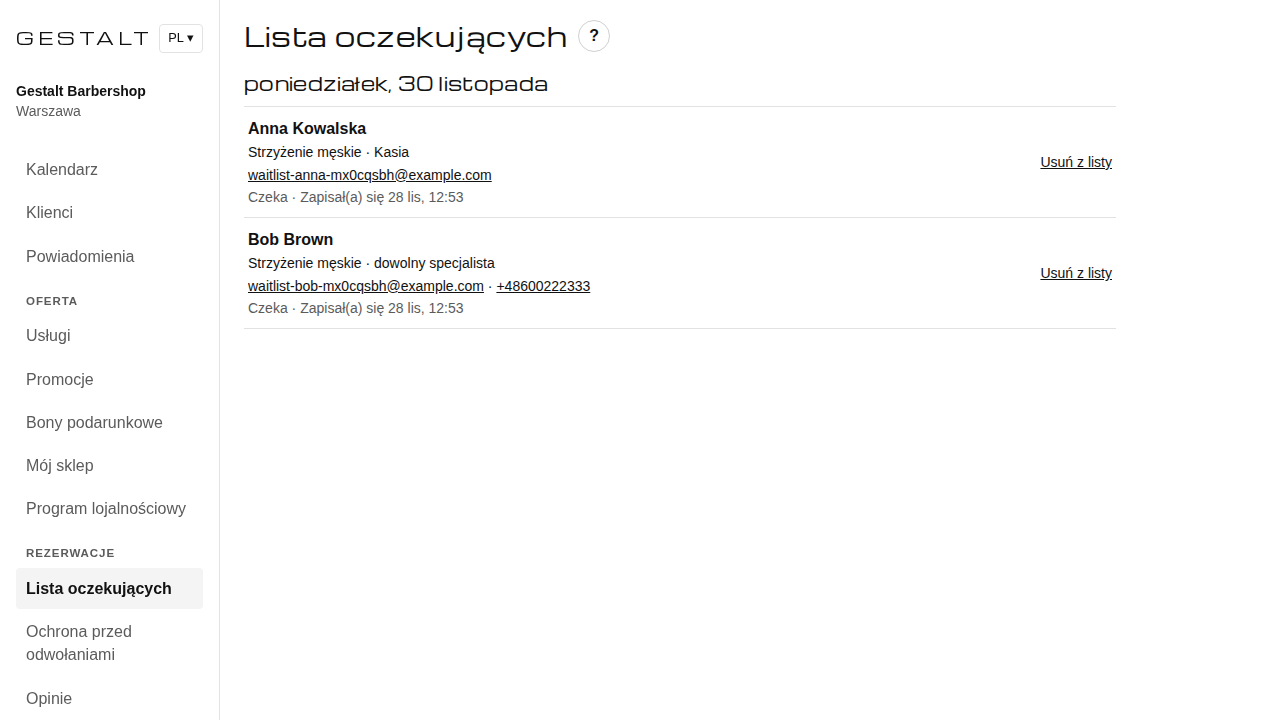 GESTALT
PL ▾
Gestalt Barbershop
Warszawa
Kalendarz
Klienci
Powiadomienia
OFERTA
Usługi
Promocje
Bony podarunkowe
Mój sklep
Program lojalnościowy
REZERWACJE
Lista oczekujących
Ochrona przed
odwołaniami
Opinie
Lista oczekujących
?
poniedziałek, 30 listopada
Anna Kowalska
Strzyżenie męskie · Kasia
waitlist-anna-mx0cqsbh@example.com
Czeka · Zapisał(a) się 28 lis, 12:53
Usuń z listy
Bob Brown
Strzyżenie męskie · dowolny specjalista
waitlist-bob-mx0cqsbh@example.com · +48600222333
Czeka · Zapisał(a) się 28 lis, 12:53
Usuń z listy